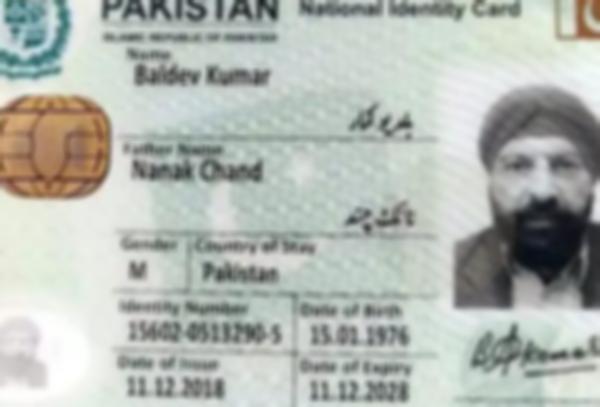 PAKISTAN National Identity Card
ISLAMIC REPUBLIC OF PAKISTAN
Name
Baldev Kumar
بلدیو کمار
Father Name
Nanak Chand
نانک چند
Gender Country of Stay
M Pakistan
Identity Number Date of Birth
15602-0513290-5 15.01.1976
Date of Issue Date of Expiry
11.12.2018 11.12.2028